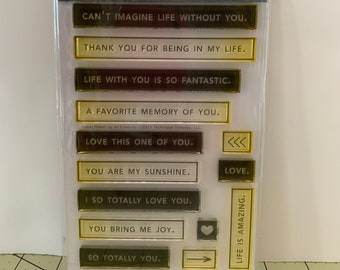 CAN'T IMAGINE LIFE WITHOUT YOU.
THANK YOU FOR BEING IN MY LIFE.
LIFE WITH YOU IS SO FANTASTIC.
A FAVORITE MEMORY OF YOU.
LOVE THIS ONE OF YOU.
YOU ARE MY SUNSHINE.
LOVE.
I SO TOTALLY LOVE YOU.
YOU BRING ME JOY.
SO TOTALLY YOU.
LIFE IS AMAZING.